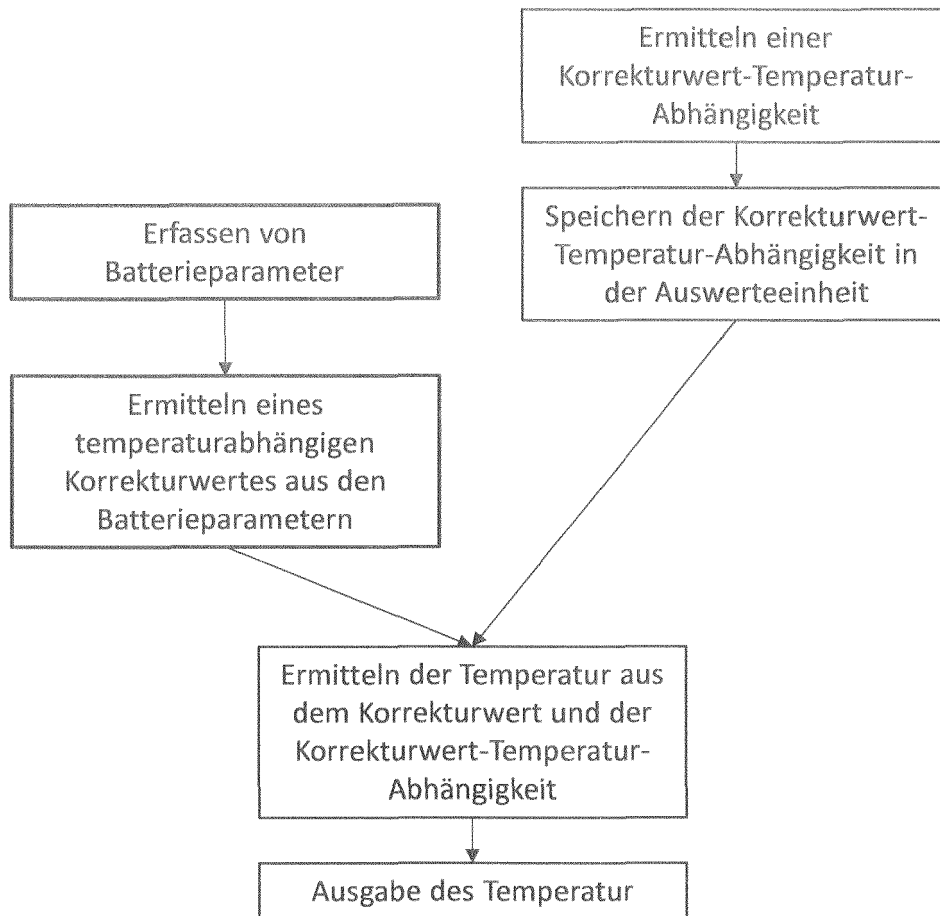 Ermitteln einer
Korrekturwert-Temperatur-
Abhängigkeit
Speichern der Korrekturwert-
Temperatur-Abhängigkeit in
der Auswerteeinheit
Erfassen von
Batterieparameter
Ermitteln eines
temperaturabhängigen
Korrekturwertes aus den
Batterieparametern
Ermitteln der Temperatur aus
dem Korrekturwert und der
Korrekturwert-Temperatur-
Abhängigkeit
Ausgabe des Temperatur